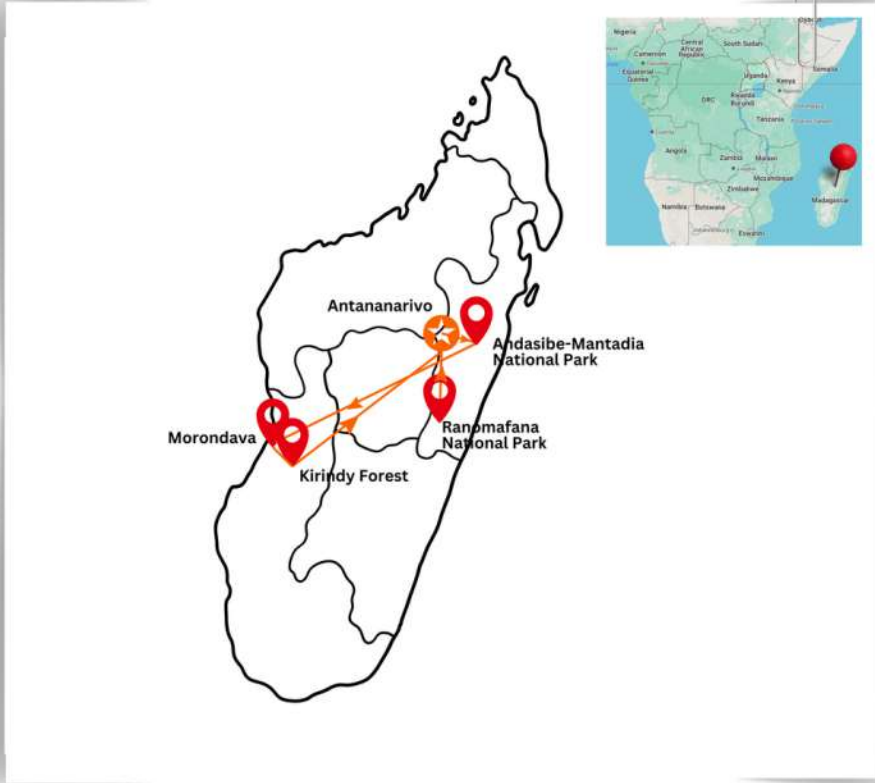 Antananarivo
Andasibe-Mantadia
National Park
Ranomafana
National Park
Morondava
Kirindy Forest
Nigeria
Central
African
Republic
South Sudan
Cameroon
Equatorial
Guinea
Somalia
Uganda
Kenya
DRC
Rwanda
Burundi
Tanzania
Angola
Zambia
Malawi
Mozambique
Zimbabwe
Madagascar
Namibia
Botswana
Eswatini